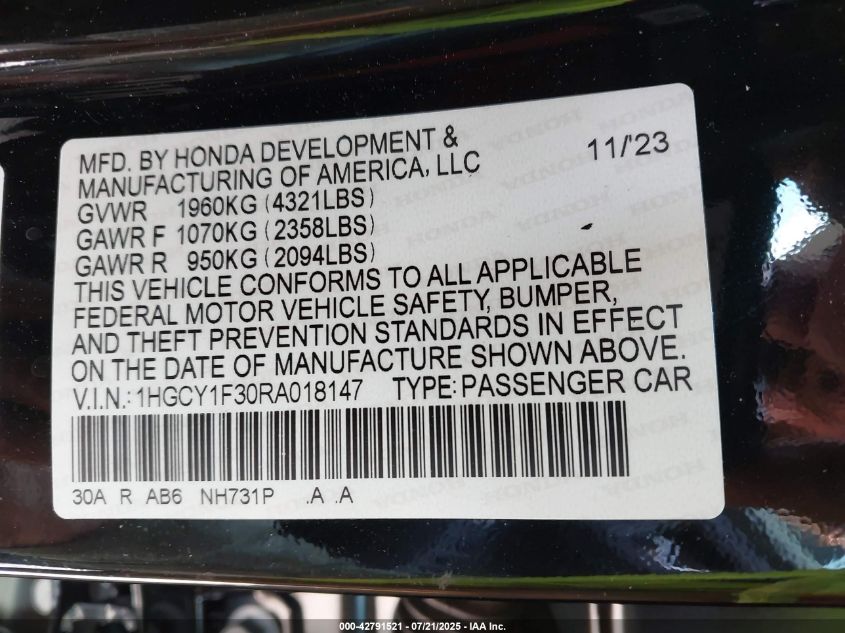 MFD. BY HONDA DEVELOPMENT &
MANUFACTURING OF AMERICA, LLC
11/'23
GVWR 1960KG (4321LBS)
GAWR F 1070KG (2358LBS)
GAWR R 950KG (2094LBS)
THIS VEHICLE CONFORMS TO ALL APPLICABLE
FEDERAL MOTOR VEHICLE SAFETY, BUMPER,
AND THEFT PREVENTION STANDARDS IN EFFECT
ON THE DATE OF MANUFACTURE SHOWN ABOVE.
V.I.N.: 1HGCY1F30RA018147 TYPE: PASSENGER CAR
30A R AB6 NH731P .A .A
000-42791521 - 07/21/2025 - IAA Inc.